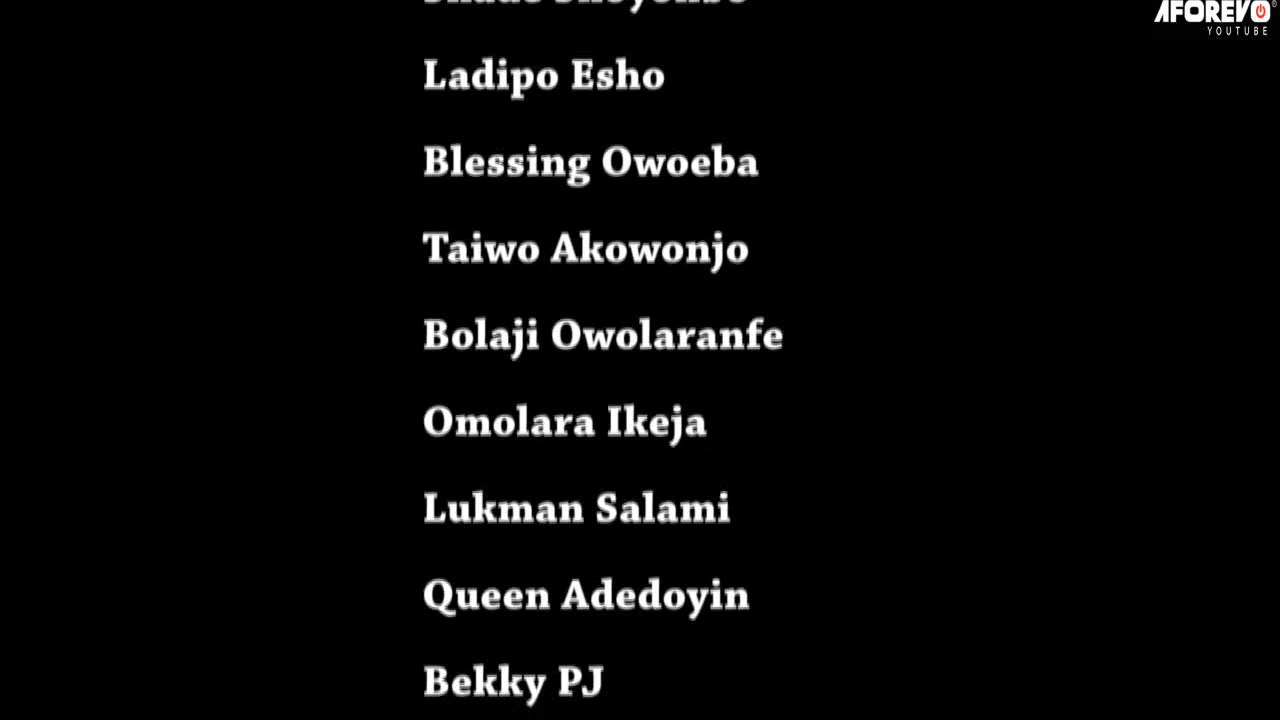 AFOREVO
YOUTUBE
Ladipo Esho
Blessing Owoeba
Taiwo Akowonjo
Bolaji Owolaranfe
Omolara Ikeja
Lukman Salami
Queen Adedoyin
Bekky PJ